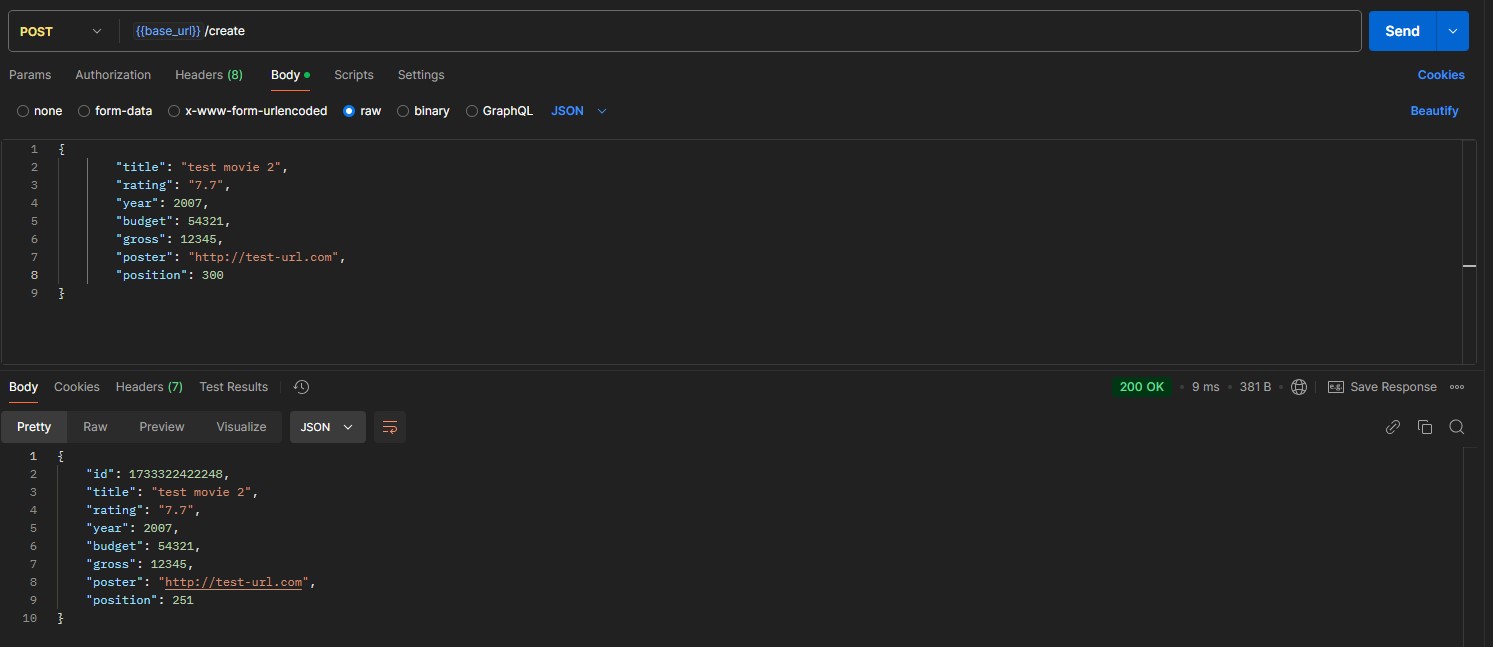 POST {{base_url}} /create Send
Params Authorization Headers (8) Body Scripts Settings Cookies
none form-data x-www-form-urlencoded raw binary GraphQL JSON Beautify
1 {
2 "title": "test movie 2",
3 "rating": "7.7",
4 "year": 2007,
5 "budget": 54321,
6 "gross": 12345,
7 "poster": "http://test-url.com",
8 "position": 300
9 }
Body Cookies Headers (7) Test Results 200 OK • 9 ms • 381 B • e.g. Save Response
Pretty Raw Preview Visualize JSON
1 {
2 "id": 1733322422248,
3 "title": "test movie 2",
4 "rating": "7.7",
5 "year": 2007,
6 "budget": 54321,
7 "gross": 12345,
8 "poster": "http://test-url.com",
9 "position": 251
10 }